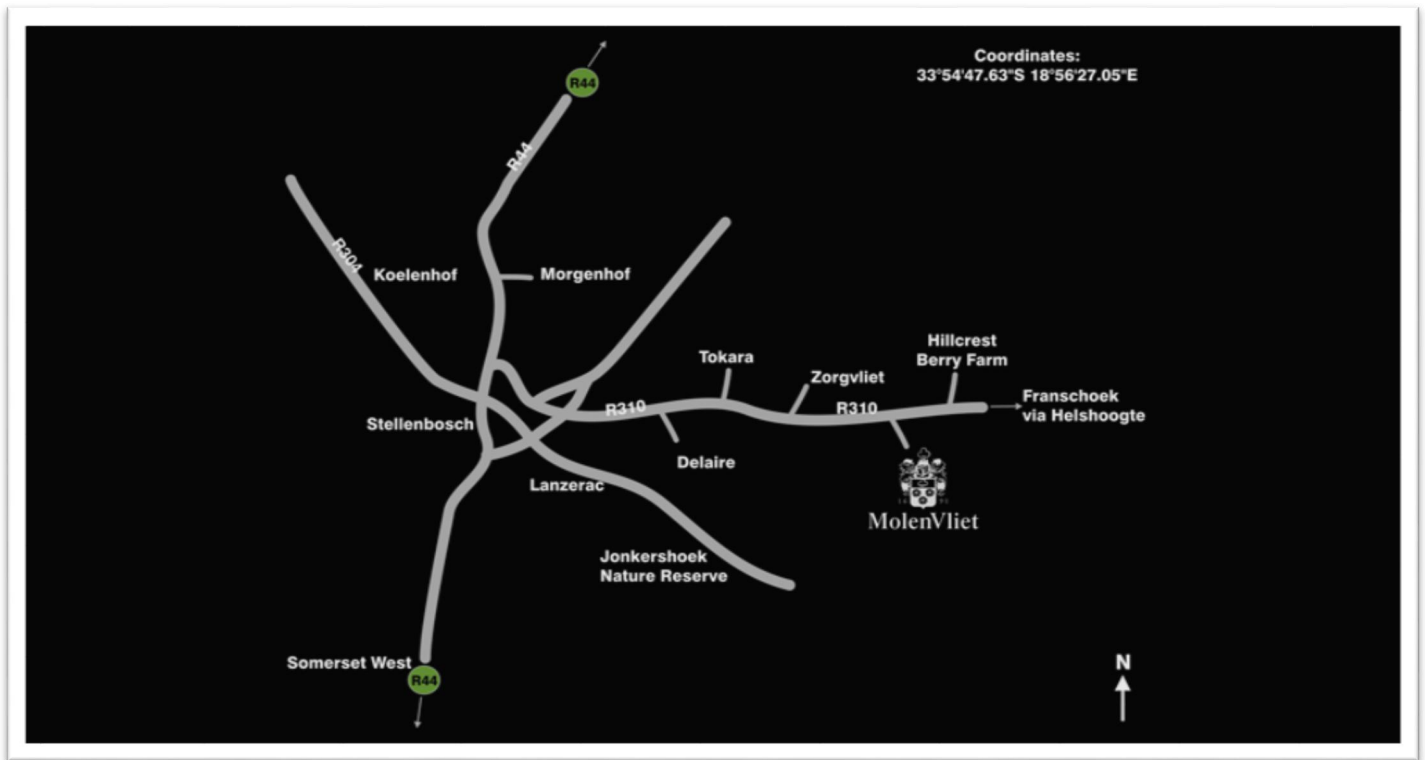 Coordinates:
33°54'47.63"S 18°56'27.05"E
R44
R44
R304
Koelenhof
Morgenhof
Hillcrest
Berry Farm
Tokara
Zorgvliet
R310
R310
Franschoek
via Helshoogte
Stellenbosch
Delaire
Lanzerac
MolenVliet
Jonkershoek
Nature Reserve
Somerset West
R44
N